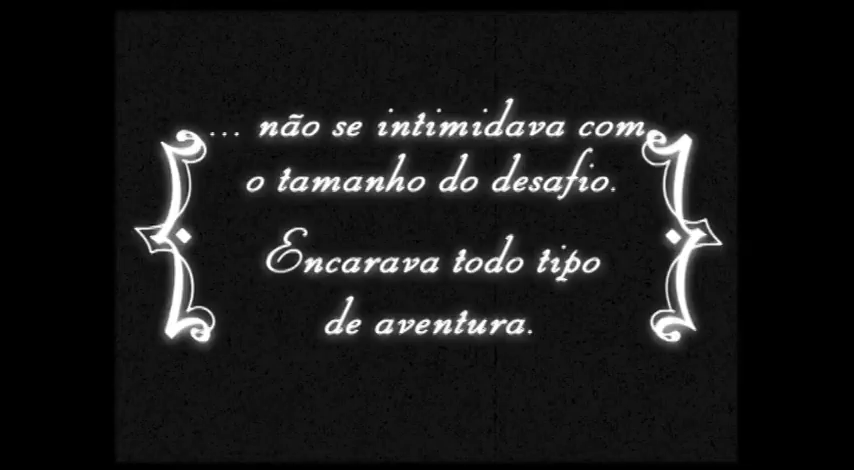 ... não se intimidava com
o tamanho do desafio.
Encarava todo tipo
de aventura.